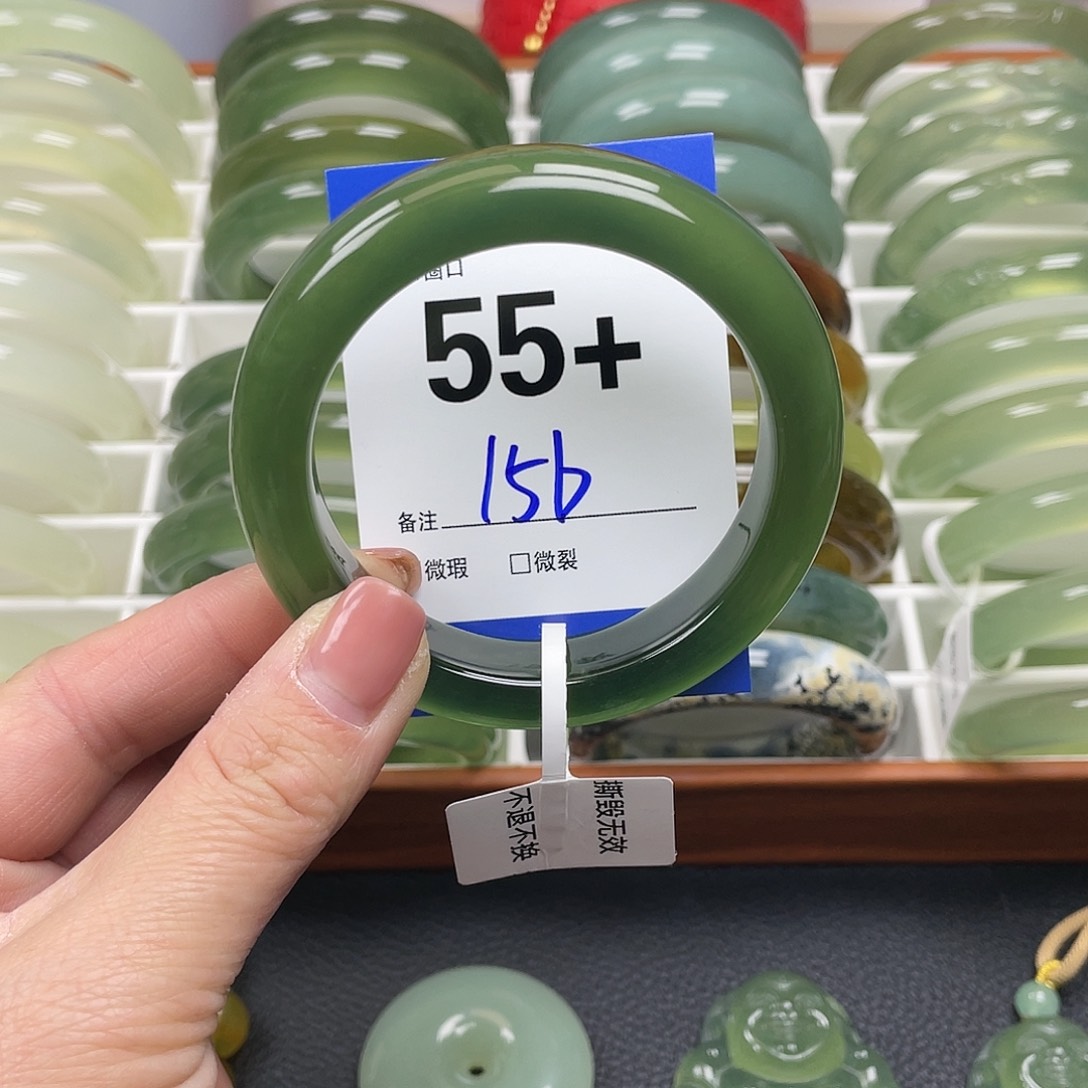 圈口
55+
156
备注
微瑕 □微裂
撕毁无效
不退不换